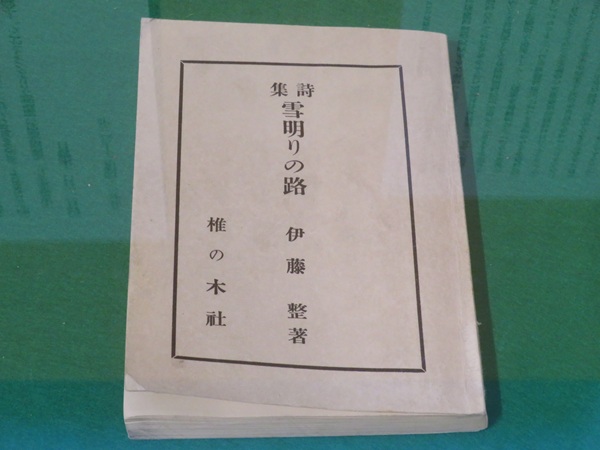 詩集
雪明りの路
伊藤整著
椎の木社